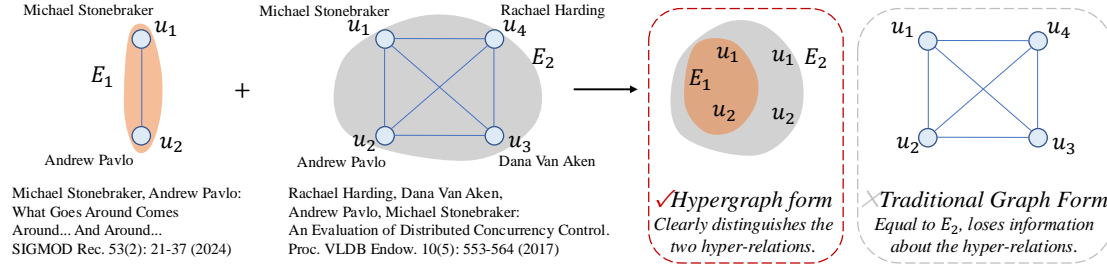 Michael Stonebraker
u₁
E₁
u₂
Andrew Pavlo
Michael Stonebraker, Andrew Pavlo:
What Goes Around Comes
Around... And Around...
SIGMOD Rec. 53(2): 21-37 (2024)
+
Michael Stonebraker
Rachael Harding
u₁
u₄
E₂
u₂
u₃
Andrew Pavlo
Dana Van Aken
Rachael Harding, Dana Van Aken,
Andrew Pavlo, Michael Stonebraker:
An Evaluation of Distributed Concurrency Control.
Proc. VLDB Endow. 10(5): 553-564 (2017)
u₁
u₁
E₂
E₁
u₂
u₂
✓Hypergraph form
Clearly distinguishes the
two hyper-relations.
u₁
u₄
u₂
u₃
✕Traditional Graph Form
Equal to E₂, loses information
about the hyper-relations.